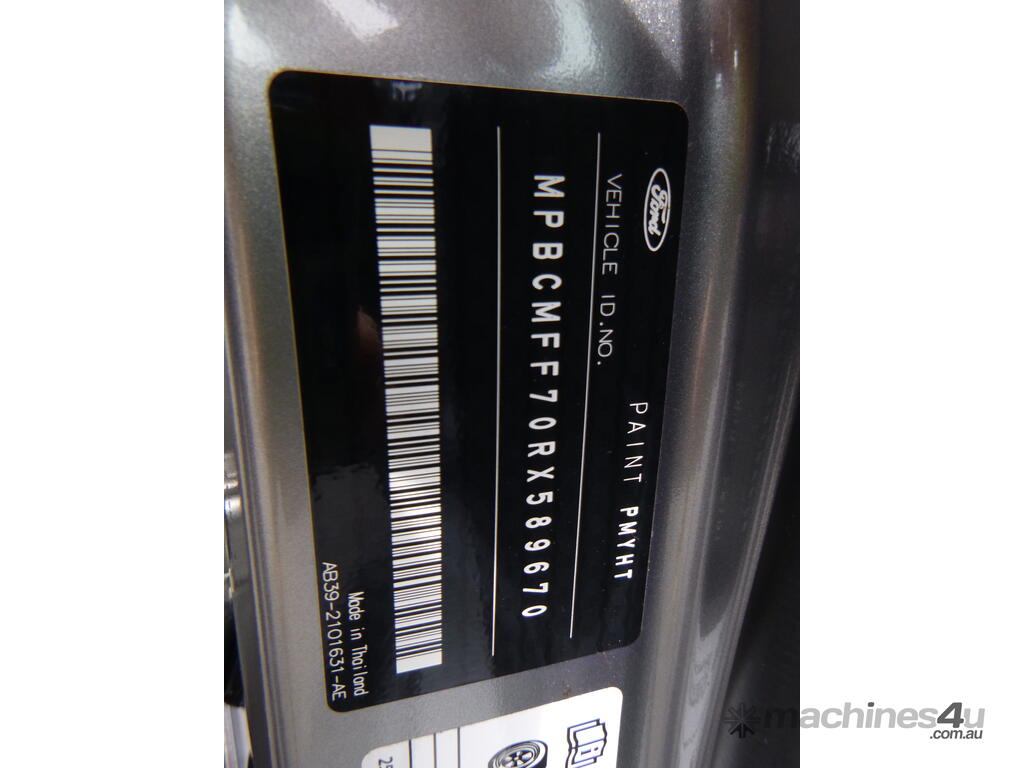 Ford
PAINT PMYHT
VEHICLE ID.NO.
MPBCMFF70RX589670
Made in Thailand
AB39-2101631-AE
machines4u
.com.au